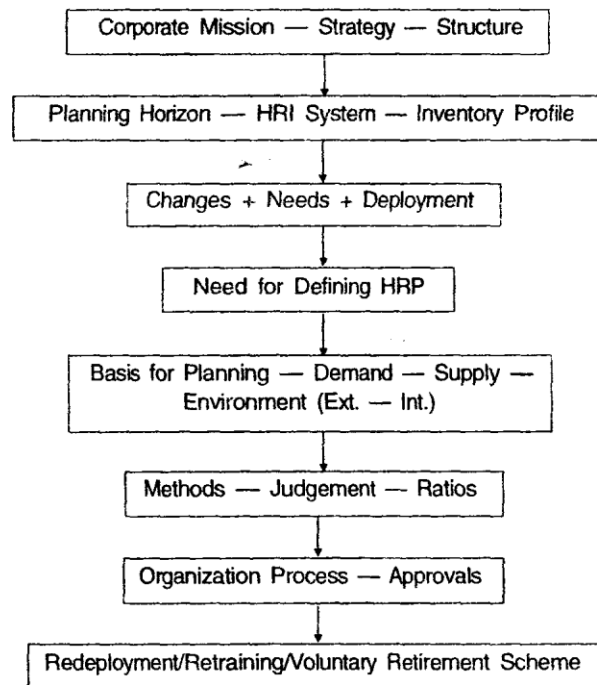 Corporate Mission — Strategy — Structure
Planning Horizon — HRI System — Inventory Profile
Changes + Needs + Deployment
Need for Defining HRP
Basis for Planning — Demand — Supply —
Environment (Ext. — Int.)
Methods — Judgement — Ratios
Organization Process — Approvals
Redeployment/Retraining/Voluntary Retirement Scheme